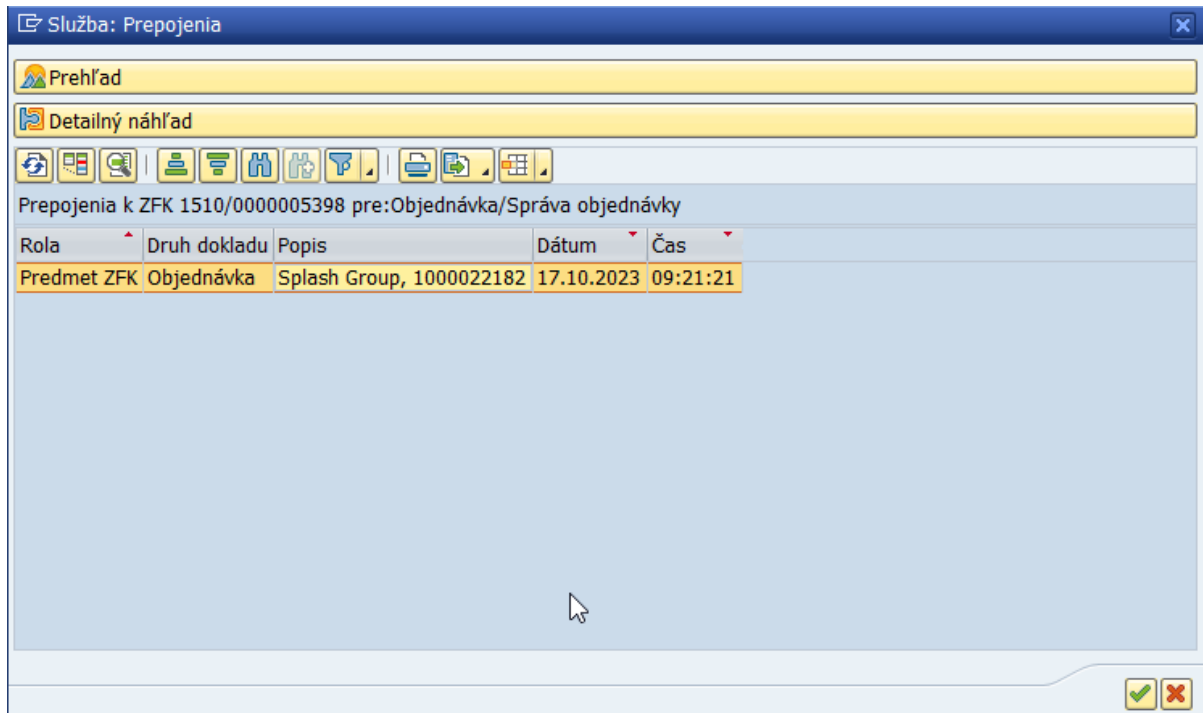 Služba: Prepojenia
Prehľad
Detailný náhľad
Prepojenia k ZFK 1510/0000005398 pre:Objednávka/Správa objednávky
Rola Druh dokladu Popis Dátum Čas
Predmet ZFK Objednávka Splash Group, 1000022182 17.10.2023 09:21:21